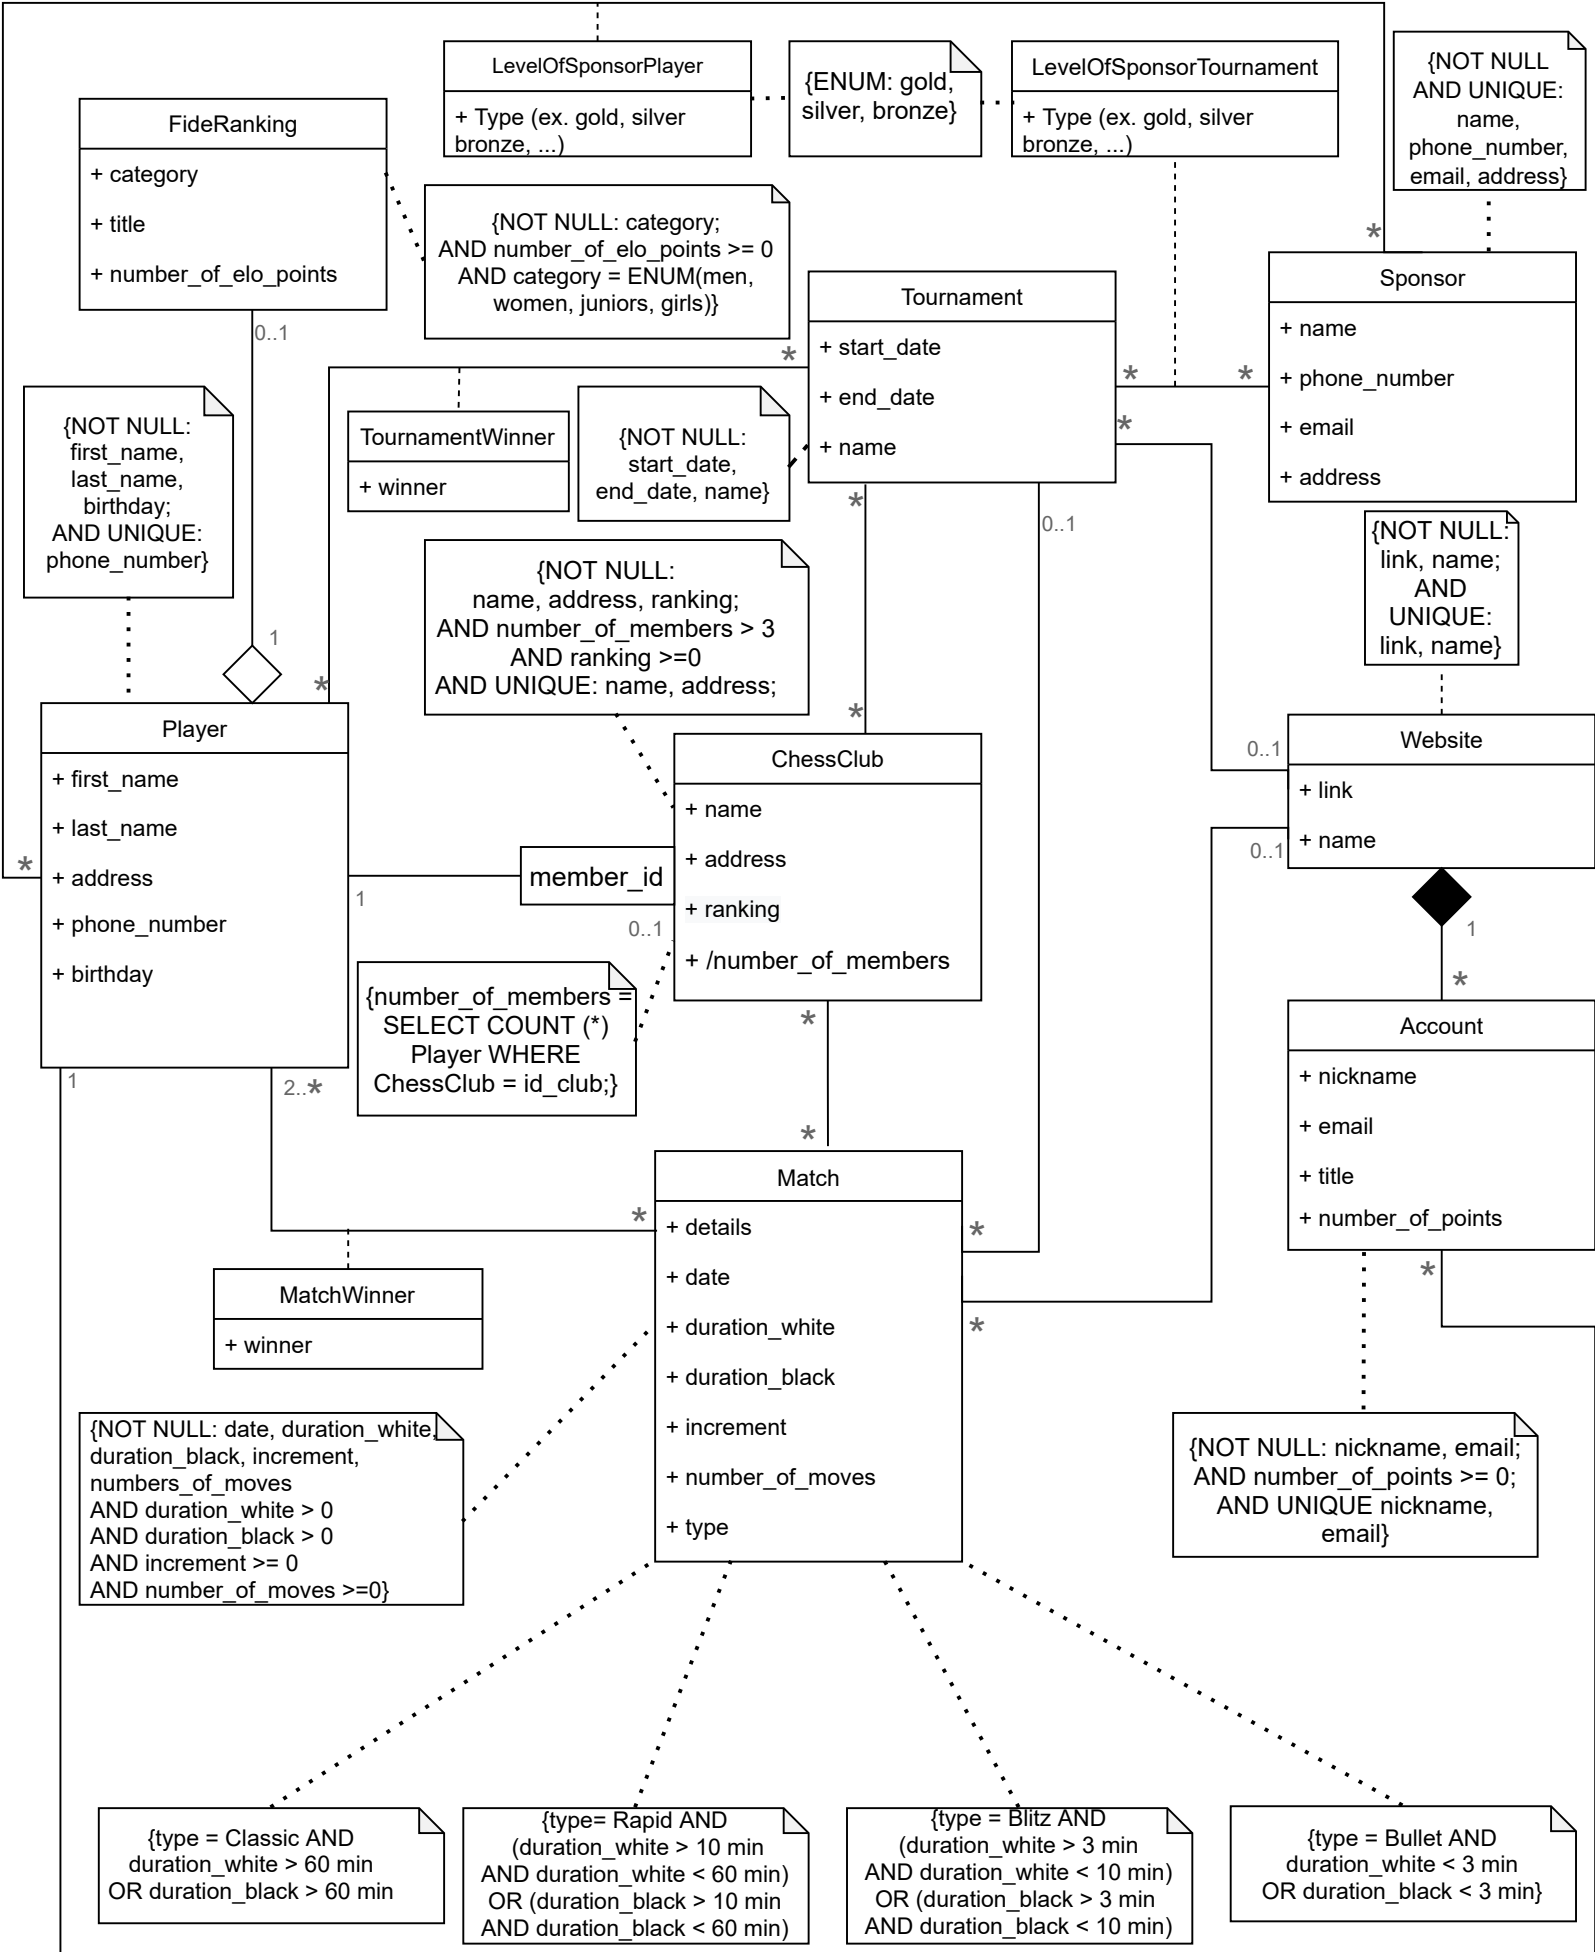 LevelOfSponsorPlayer
+ Type (ex. gold, silver
bronze, ...)
{ENUM: gold,
silver, bronze}
LevelOfSponsorTournament
+ Type (ex. gold, silver
bronze, ...)
{NOT NULL
AND UNIQUE:
name,
phone_number,
email, address}
FideRanking
+ category
+ title
+ number_of_elo_points
0..1
{NOT NULL: category;
AND number_of_elo_points >= 0
AND category = ENUM(men,
women, juniors, girls)}
*
Tournament
+ start_date
+ end_date
+ name
*
*
*
*
0..1
*
Sponsor
+ name
+ phone_number
+ email
+ address
{NOT NULL:
first_name,
last_name,
birthday;
AND UNIQUE:
phone_number}
TournamentWinner
+ winner
{NOT NULL:
start_date,
end_date, name}
{NOT NULL:
link, name;
AND
UNIQUE:
link, name}
{NOT NULL:
name, address, ranking;
AND number_of_members > 3
AND ranking >=0
AND UNIQUE: name, address;
1
*
*
Player
+ first_name
+ last_name
+ address
+ phone_number
+ birthday
*
1
member_id
0..1
*
ChessClub
+ name
+ address
+ ranking
+ /number_of_members
0..1
0..1
Website
+ link
+ name
1
*
{number_of_members =
SELECT COUNT (*)
Player WHERE
ChessClub = id_club;}
*
*
1
2..*
Account
+ nickname
+ email
+ title
+ number_of_points
*
Match
+ details
+ date
+ duration_white
+ duration_black
+ increment
+ number_of_moves
+ type
*
*
*
MatchWinner
+ winner
{NOT NULL: date, duration_white,
duration_black, increment,
numbers_of_moves
AND duration_white > 0
AND duration_black > 0
AND increment >= 0
AND number_of_moves >=0}
{NOT NULL: nickname, email;
AND number_of_points >= 0;
AND UNIQUE nickname,
email}
{type = Classic AND
duration_white > 60 min
OR duration_black > 60 min
{type= Rapid AND
(duration_white > 10 min
AND duration_white < 60 min)
OR (duration_black > 10 min
AND duration_black < 60 min)
{type = Blitz AND
(duration_white > 3 min
AND duration_white < 10 min)
OR (duration_black > 3 min
AND duration_black < 10 min)
{type = Bullet AND
duration_white < 3 min
OR duration_black < 3 min}